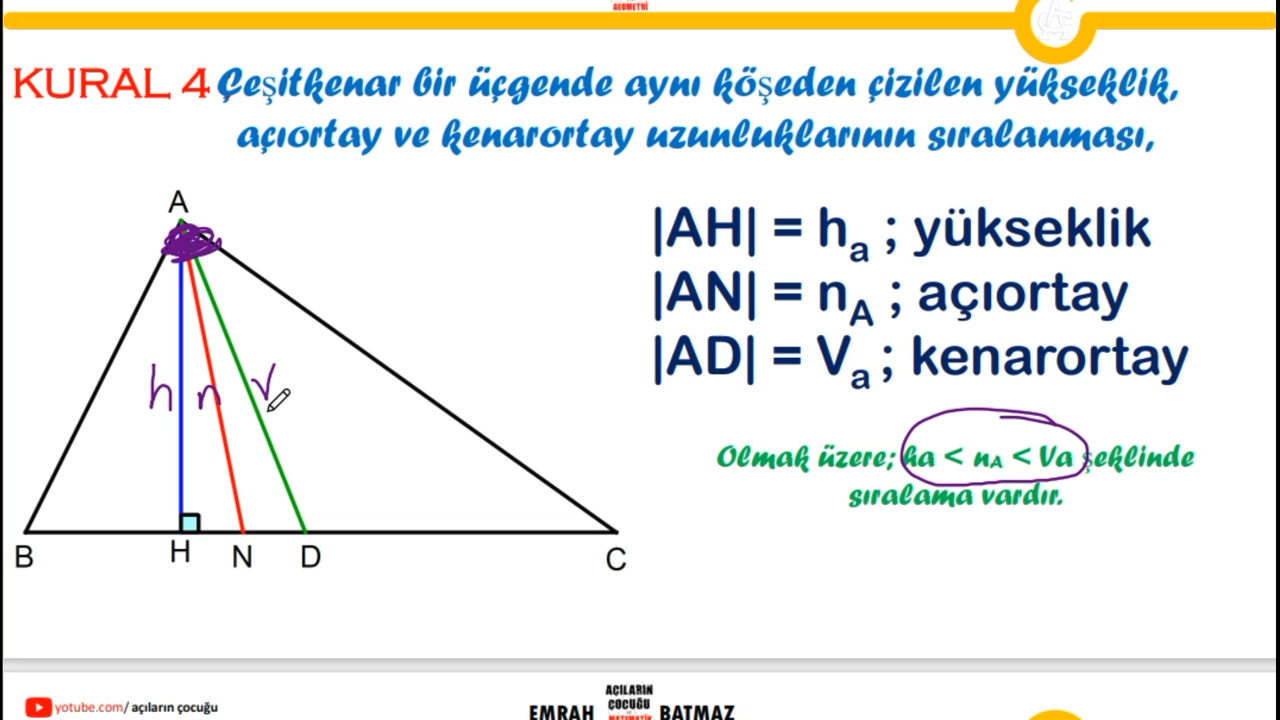 GEOMETRİ
KURAL 4 Çeşitkenar bir üçgende aynı köşeden çizilen yükseklik,
açıortay ve kenarortay uzunluklarının sıralanması,
A
|AH| = ha ; yükseklik
|AN| = nA ; açıortay
|AD| = Va ; kenarortay
h n V
Olmak üzere; ha < nA < Va şeklinde
sıralama vardır.
B H N D C
yotube.com/ açıların çocuğu
EMRAH AÇILARIN ÇOCUĞU MATEMATİK BATMAZ